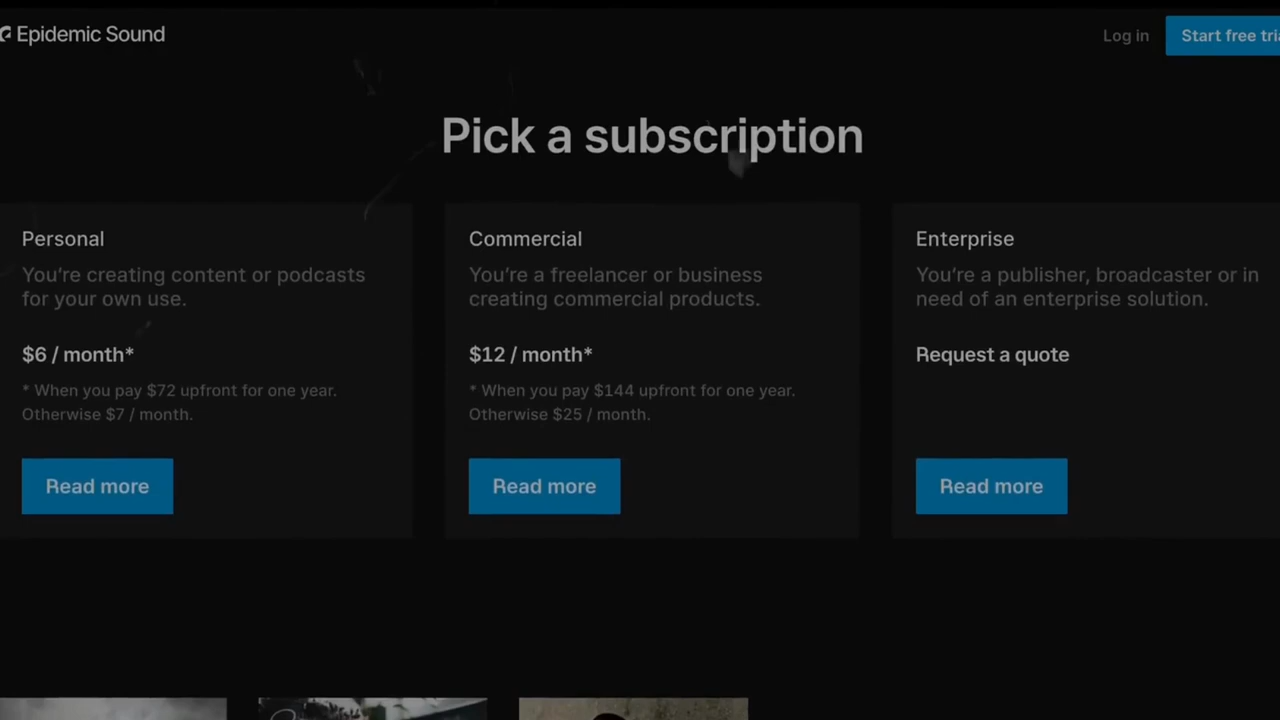 Epidemic Sound
Log in
Start free tria
Pick a subscription
Personal
You're creating content or podcasts
for your own use.
$6 / month*
* When you pay $72 upfront for one year.
Otherwise $7 / month.
Read more
Commercial
You're a freelancer or business
creating commercial products.
$12 / month*
* When you pay $144 upfront for one year.
Otherwise $25 / month.
Read more
Enterprise
You're a publisher, broadcaster or in
need of an enterprise solution.
Request a quote
Read more